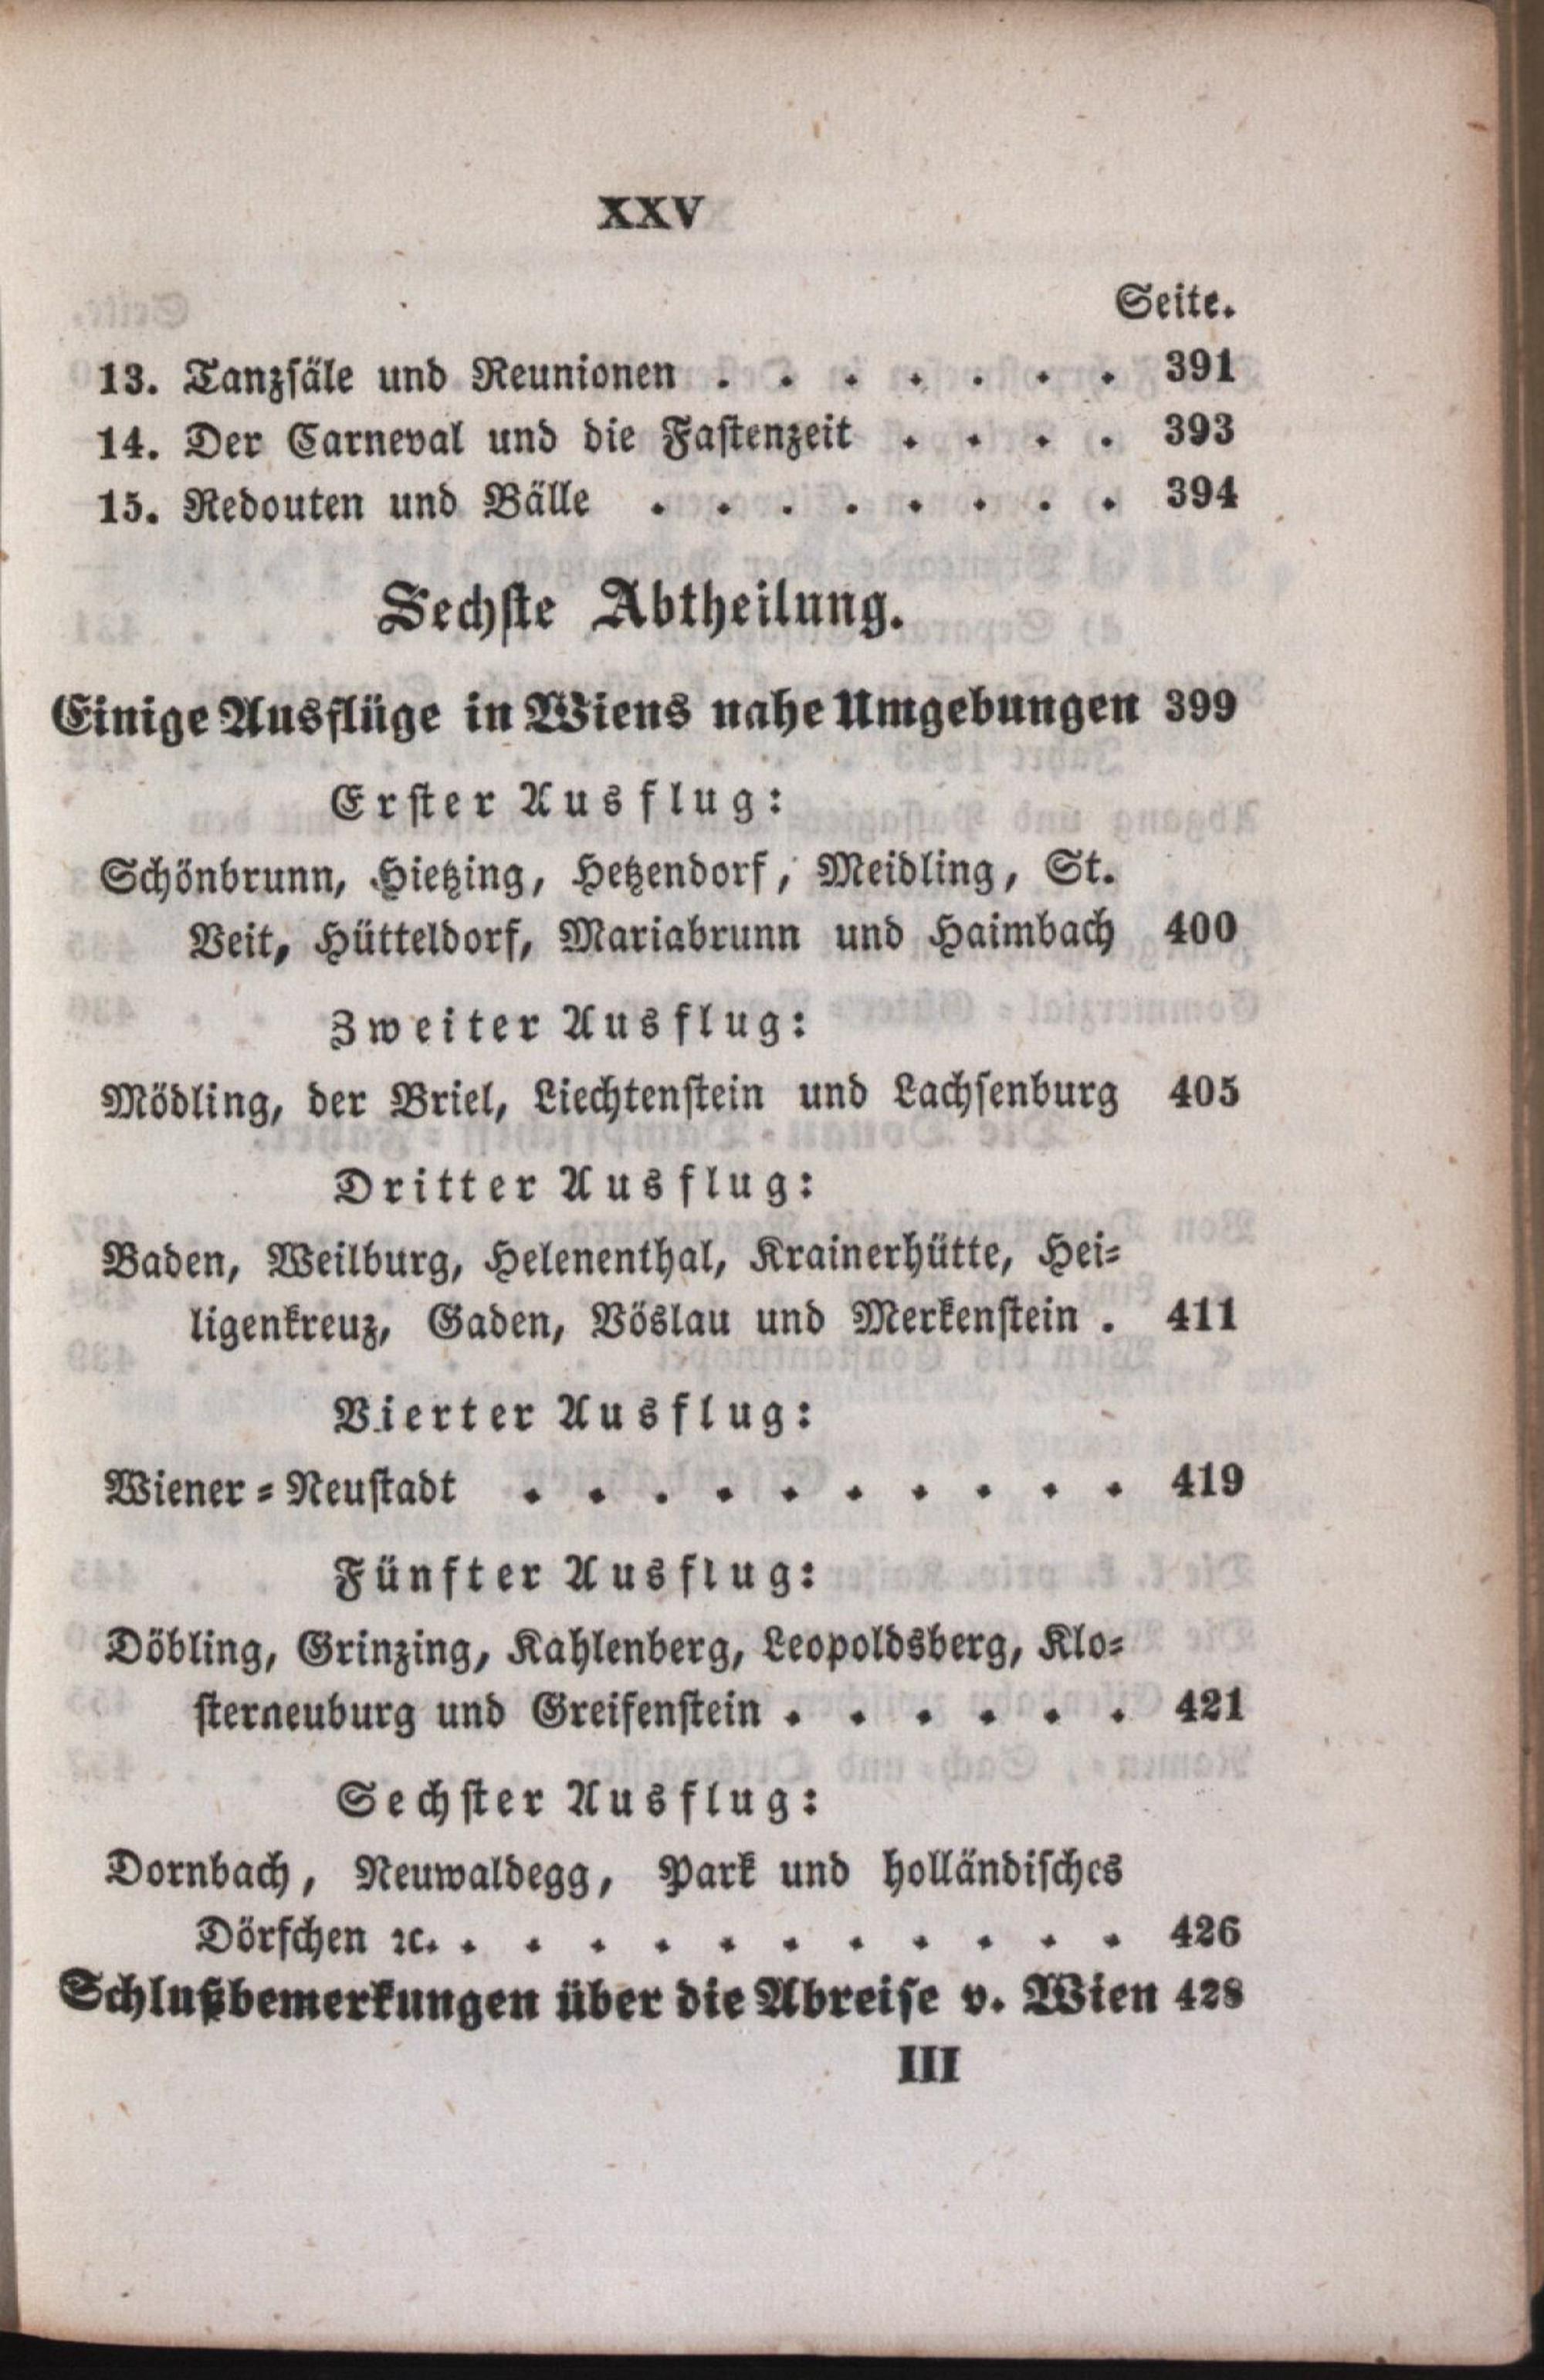 XXV
Seite.
13. Tanzsäle und Reunionen . . . . . . . 391
14. Der Carneval und die Fastenzeit . . . . 393
15. Redouten und Bälle . . . . . . . . 394
Sechste Abtheilung.
Einige Ausflüge in Wiens nahe Umgebungen 399
Erster Ausflug:
Schönbrunn, Hietzing, Hetzendorf, Meidling, St.
Veit, Hütteldorf, Mariabrunn und Haimbach 400
Zweiter Ausflug:
Mödling, der Briel, Liechtenstein und Lachsenburg 405
Dritter Ausflug:
Baden, Weilburg, Helenenthal, Krainerhütte, Hei-
ligenkreuz, Gaden, Vöslau und Merkenstein . 411
Vierter Ausflug:
Wiener-Neustadt . . . . . . . . . . 419
Fünfter Ausflug:
Döbling, Grinzing, Kahlenberg, Leopoldsberg, Klo-
sterneuburg und Greifenstein . . . . . . 421
Sechster Ausflug:
Dornbach, Neuwaldegg, Park und holländisches
Dörfchen ꝛc. . . . . . . . . . . . 426
Schlußbemerkungen über die Abreise v. Wien 428
III